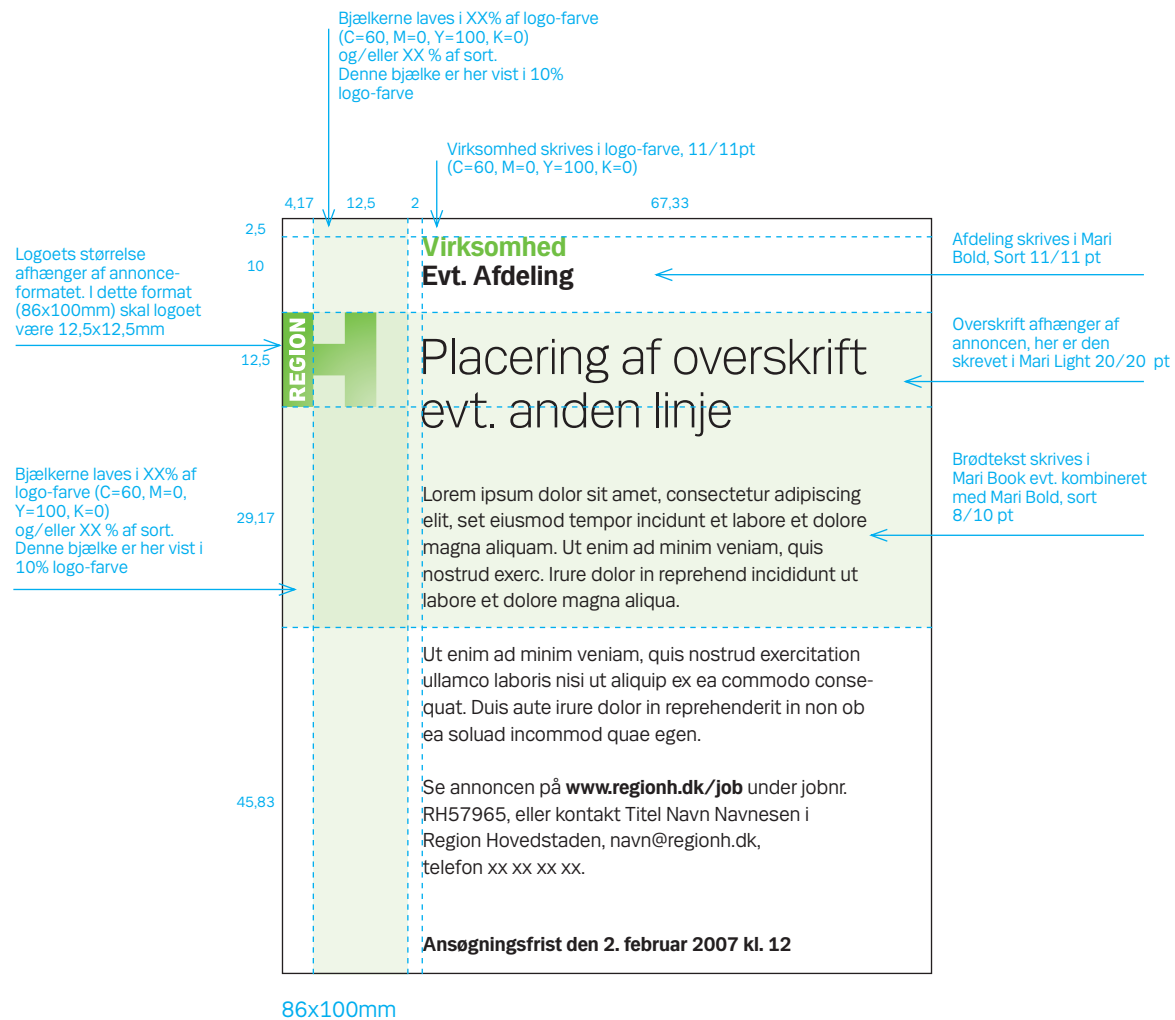 Bjælkerne laves i XX% af logo-farve
(C=60, M=0, Y=100, K=0)
og/eller XX % af sort.
Denne bjælke er her vist i 10%
logo-farve
Virksomhed skrives i logo-farve, 11/11pt
(C=60, M=0, Y=100, K=0)
4,17 12,5 2 67,33
2,5
10
12,5
29,17
45,83
Logoets størrelse
afhænger af annonce-
formatet. I dette format
(86x100mm) skal logoet
være 12,5x12,5mm
Bjælkerne laves i XX% af
logo-farve (C=60, M=0,
Y=100, K=0)
og/eller XX % af sort.
Denne bjælke er her vist i
10% logo-farve
Virksomhed
Evt. Afdeling
REGION
H
Placering af overskrift
evt. anden linje
Lorem ipsum dolor sit amet, consectetur adipiscing
elit, set eiusmod tempor incidunt et labore et dolore
magna aliquam. Ut enim ad minim veniam, quis
nostrud exerc. Irure dolor in reprehend incididunt ut
labore et dolore magna aliqua.
Ut enim ad minim veniam, quis nostrud exercitation
ullamco laboris nisi ut aliquip ex ea commodo conse-
quat. Duis aute irure dolor in reprehenderit in non ob
ea soluad incommod quae egen.
Se annoncen på www.regionh.dk/job under jobnr.
RH57965, eller kontakt Titel Navn Navnesen i
Region Hovedstaden, navn@regionh.dk,
telefon xx xx xx xx.
Ansøgningsfrist den 2. februar 2007 kl. 12
Afdeling skrives i Mari
Bold, Sort 11/11 pt
Overskrift afhænger af
annoncen, her er den
skrevet i Mari Light 20/20 pt
Brødtekst skrives i
Mari Book evt. kombineret
med Mari Bold, sort
8/10 pt
86x100mm